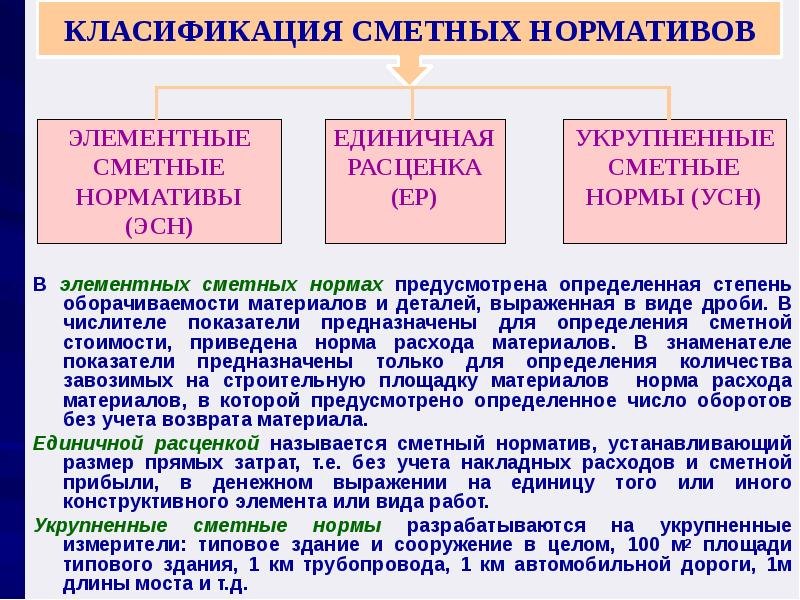 КЛАСИФИКАЦИЯ СМЕТНЫХ НОРМАТИВОВ
ЭЛЕМЕНТНЫЕ
СМЕТНЫЕ
НОРМАТИВЫ
(ЭСН)
ЕДИНИЧНАЯ
РАСЦЕНКА
(ЕР)
УКРУПНЕННЫЕ
СМЕТНЫЕ
НОРМЫ (УСН)
В элементных сметных нормах предусмотрена определенная степень
оборачиваемости материалов и деталей, выраженная в виде дроби. В
числителе показатели предназначены для определения сметной
стоимости, приведена норма расхода материалов. В знаменателе
показатели предназначены только для определения количества
завозимых на строительную площадку материалов норма расхода
материалов, в которой предусмотрено определенное число оборотов
без учета возврата материала.
Единичной расценкой называется сметный норматив, устанавливающий
размер прямых затрат, т.е. без учета накладных расходов и сметной
прибыли, в денежном выражении на единицу того или иного
конструктивного элемента или вида работ.
Укрупненные сметные нормы разрабатываются на укрупненные
измерители: типовое здание и сооружение в целом, 100 м2 площади
типового здания, 1 км трубопровода, 1 км автомобильной дороги, 1м
длины моста и т.д.